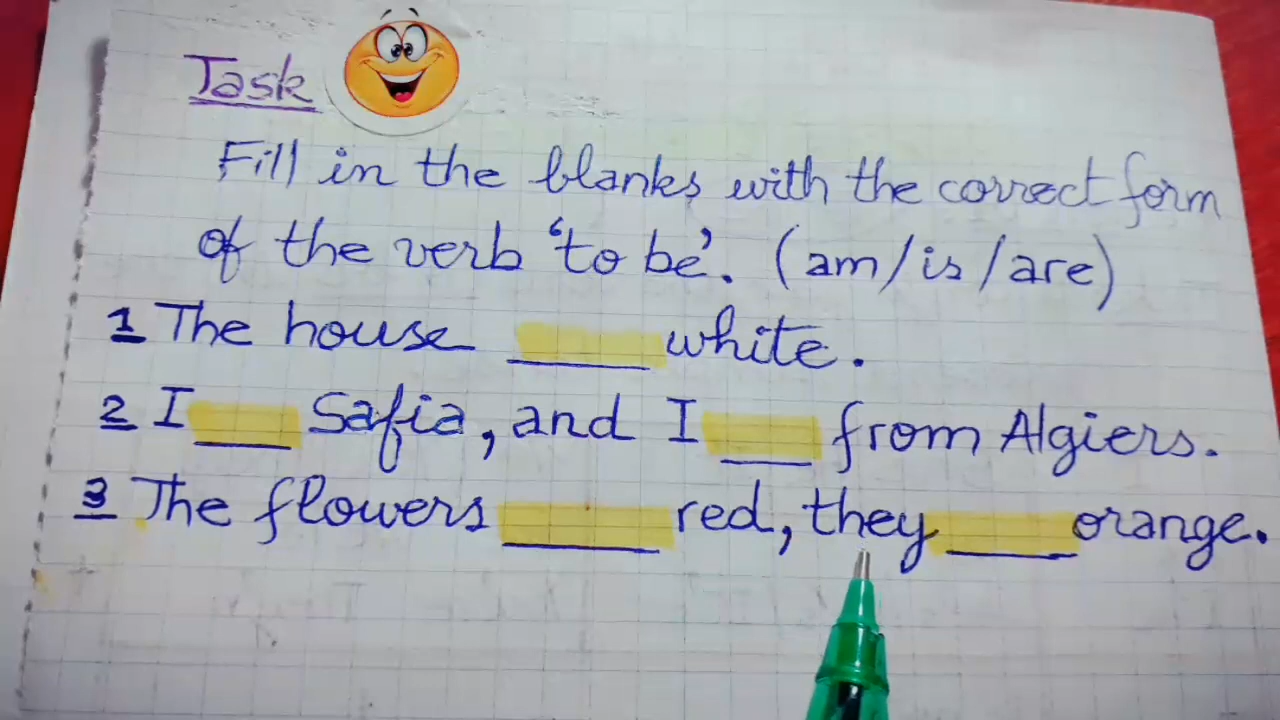 Task
Fill in the blanks with the correct form
of the verb 'to be'. (am/is/are)
1 The house ____ white.
2 I ____ Safia, and I ____ from Algiers.
3 The flowers ____ red, they ____ orange.